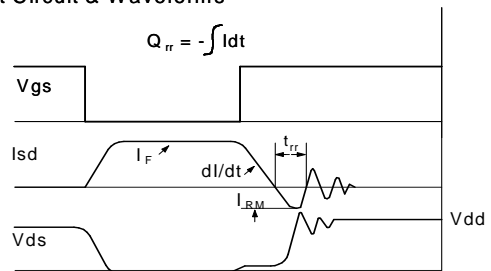 t Circuit & Waveforms
Q rr = - ∫ Idt
Vgs
Isd
I F
dI/dt
t rr
I RM
Vdd
Vds